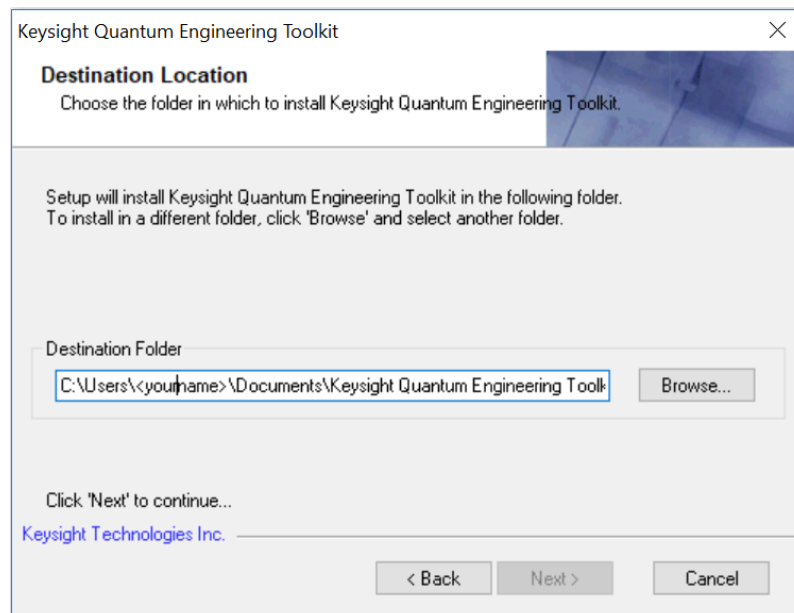 Keysight Quantum Engineering Toolkit
Destination Location
Choose the folder in which to install Keysight Quantum Engineering Toolkit.
Setup will install Keysight Quantum Engineering Toolkit in the following folder.
To install in a different folder, click 'Browse' and select another folder.
Destination Folder
C:\Users\<yourname>\Documents\Keysight Quantum Engineering Toolk
Browse...
Click 'Next' to continue...
Keysight Technologies Inc.
< Back Next > Cancel